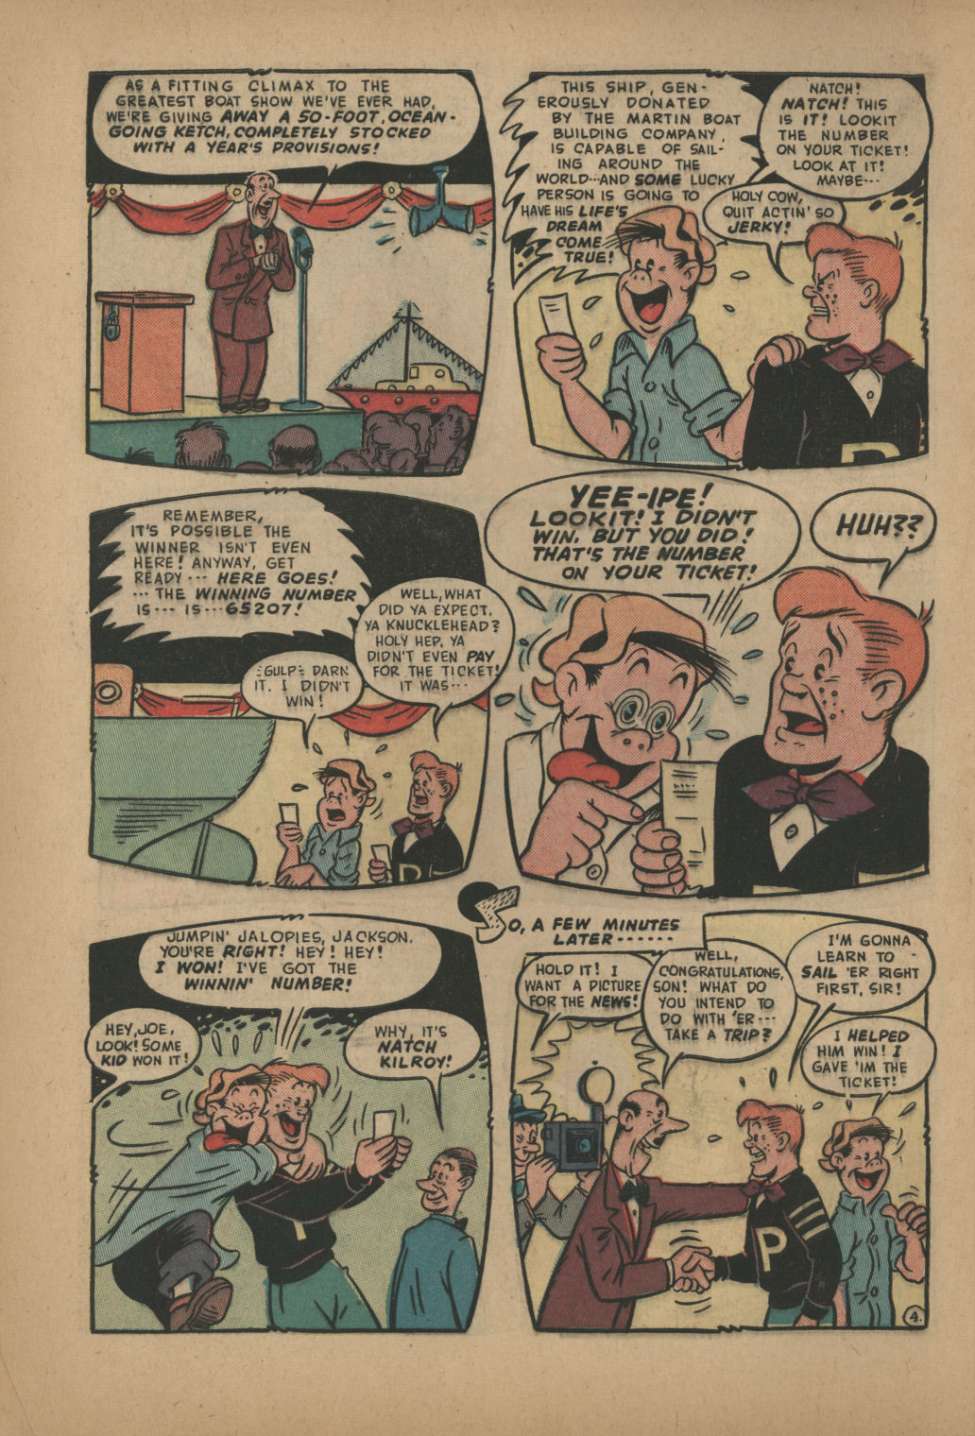 AS A FITTING CLIMAX TO THE
GREATEST BOAT SHOW WE'VE EVER HAD,
WE'RE GIVING AWAY A 50-FOOT, OCEAN-
GOING KETCH, COMPLETELY STOCKED
WITH A YEAR'S PROVISIONS!
THIS SHIP, GEN-
EROUSLY DONATED
BY THE MARTIN BOAT
BUILDING COMPANY,
IS CAPABLE OF SAIL-
ING AROUND THE
WORLD---AND SOME LUCKY
PERSON IS GOING TO
HAVE HIS LIFE'S
DREAM
COME
TRUE!
NATCH!
NATCH! THIS
IS IT! LOOKIT
THE NUMBER
ON YOUR TICKET!
LOOK AT IT!
MAYBE---
HOLY COW,
QUIT ACTIN' SO
JERKY!
P
REMEMBER,
IT'S POSSIBLE THE
WINNER ISN'T EVEN
HERE! ANYWAY, GET
READY --- HERE GOES!
--- THE WINNING NUMBER
IS--- IS---65207!
:GULP: DARN
IT. I DIDN'T
WIN!
WELL, WHAT
DID YA EXPECT,
YA KNUCKLEHEAD?
HOLY HEP, YA
DIDN'T EVEN PAY
FOR THE TICKET!
IT WAS---
P
YEE-IPE!
LOOKIT! I DIDN'T
WIN, BUT YOU DID!
THAT'S THE NUMBER
ON YOUR TICKET!
HUH??
JUMPIN' JALOPIES, JACKSON.
YOU'RE RIGHT! HEY! HEY!
I WON! I'VE GOT THE
WINNIN' NUMBER!
HEY, JOE,
LOOK! SOME
KID WON IT!
WHY, IT'S
NATCH
KILROY!
SO, A FEW MINUTES
LATER------
HOLD IT! I
WANT A PICTURE
FOR THE NEWS!
WELL,
CONGRATULATIONS,
SON! WHAT DO
YOU INTEND TO
DO WITH 'ER---
TAKE A TRIP?
I'M GONNA
LEARN TO
SAIL 'ER RIGHT
FIRST, SIR!
I HELPED
HIM WIN! I
GAVE 'IM THE
TICKET!
P
4.